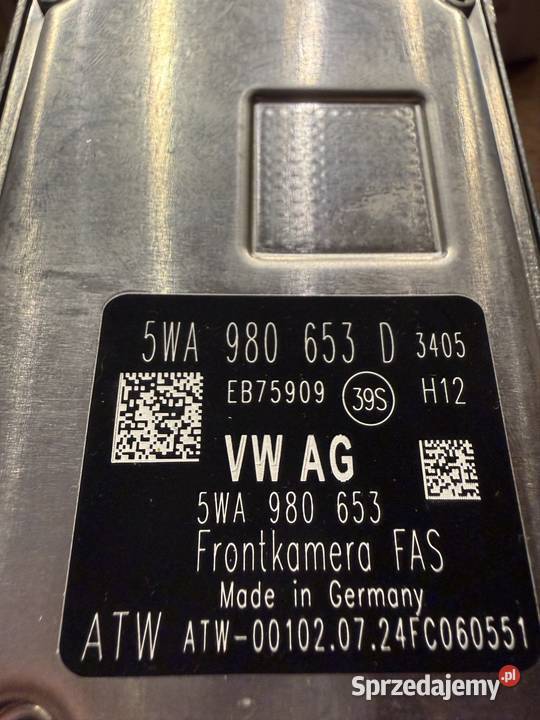 5WA 980 653 D 3405
EB75909 39S H12
VW AG
5WA 980 653
Frontkamera FAS
Made in Germany
ATW ATW-00102.07.24FC060551
Sprzedajemy.pl